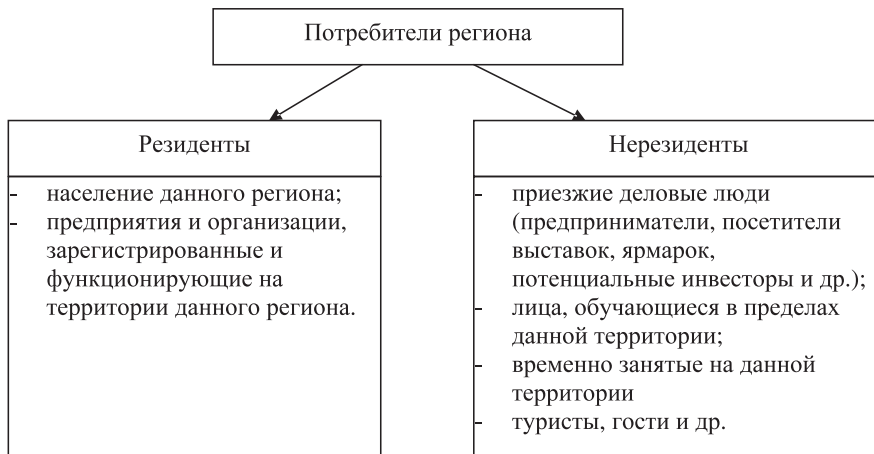 Потребители региона
Резиденты
- население данного региона;
- предприятия и организации,
зарегистрированные и
функционирующие на
территории данного региона.
Нерезиденты
- приезжие деловые люди
(предприниматели, посетители
выставок, ярмарок,
потенциальные инвесторы и др.);
- лица, обучающиеся в пределах
данной территории;
- временно занятые на данной
территории
- туристы, гости и др.